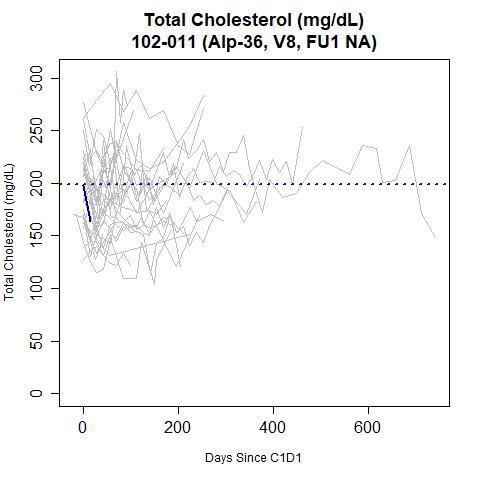 Total Cholesterol (mg/dL)
102-011 (Alp-36, V8, FU1 NA)
Total Cholesterol (mg/dL)
300
250
200
150
100
50
0
0 200 400 600
Days Since C1D1